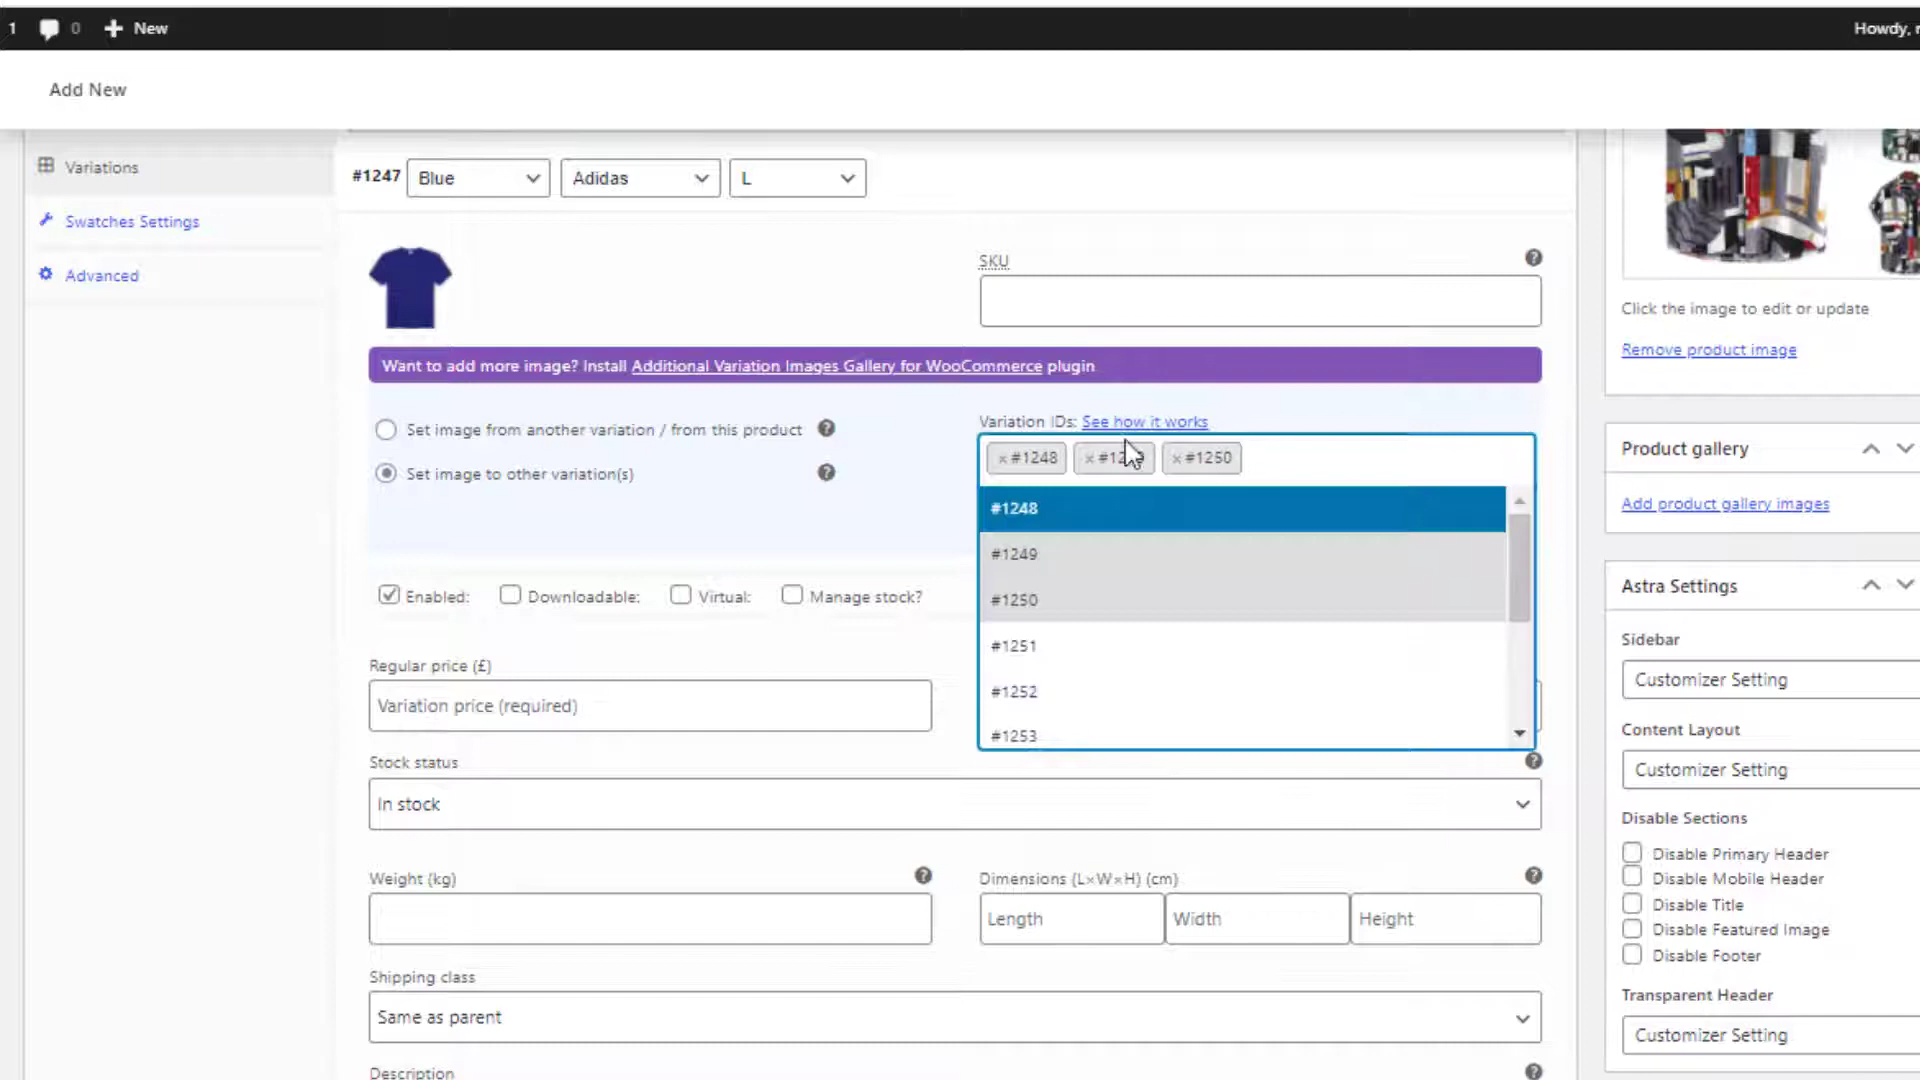 1 0 New
Howdy,
Add New
Variations
Swatches Settings
Advanced
#1247 Blue Adidas L
SKU
Want to add more image? Install Additional Variation Images Gallery for WooCommerce plugin
Set image from another variation / from this product
Set image to other variation(s)
Variation IDs: See how it works
×#1248 ×#1249 ×#1250
#1248
#1249
#1250
#1251
#1252
#1253
Enabled: Downloadable: Virtual: Manage stock?
Regular price (£)
Variation price (required)
Stock status
In stock
Weight (kg)
Dimensions (L×W×H) (cm)
Length Width Height
Shipping class
Same as parent
Description
Click the image to edit or update
Remove product image
Product gallery
Add product gallery images
Astra Settings
Sidebar
Customizer Setting
Content Layout
Customizer Setting
Disable Sections
Disable Primary Header
Disable Mobile Header
Disable Title
Disable Featured Image
Disable Footer
Transparent Header
Customizer Setting